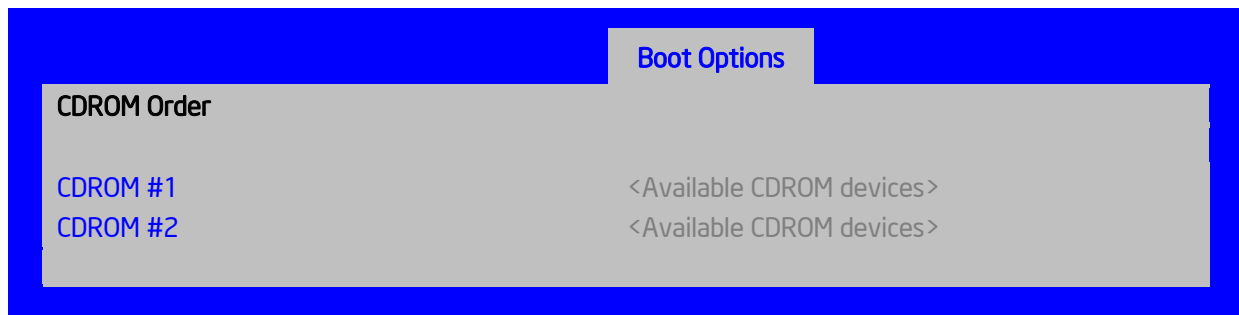 Boot Options
CDROM Order
CDROM #1 <Available CDROM devices>
CDROM #2 <Available CDROM devices>